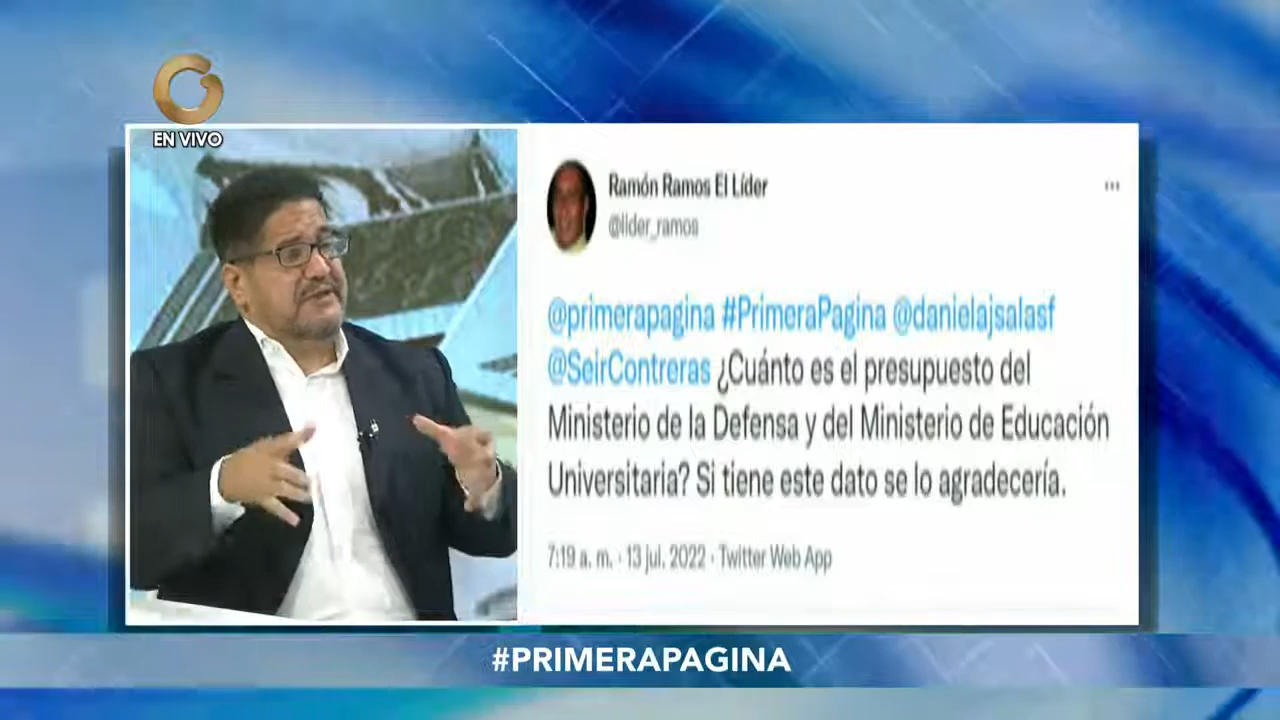 EN VIVO
Ramón Ramos El Líder
@lider_ramos
@primerapagina #PrimeraPagina @danielajsalasf
@SeirContreras ¿Cuánto es el presupuesto del
Ministerio de la Defensa y del Ministerio de Educación
Universitaria? Si tiene este dato se lo agradecería.
7:19 a. m. · 13 jul. 2022 · Twitter Web App
#PRIMERAPAGINA